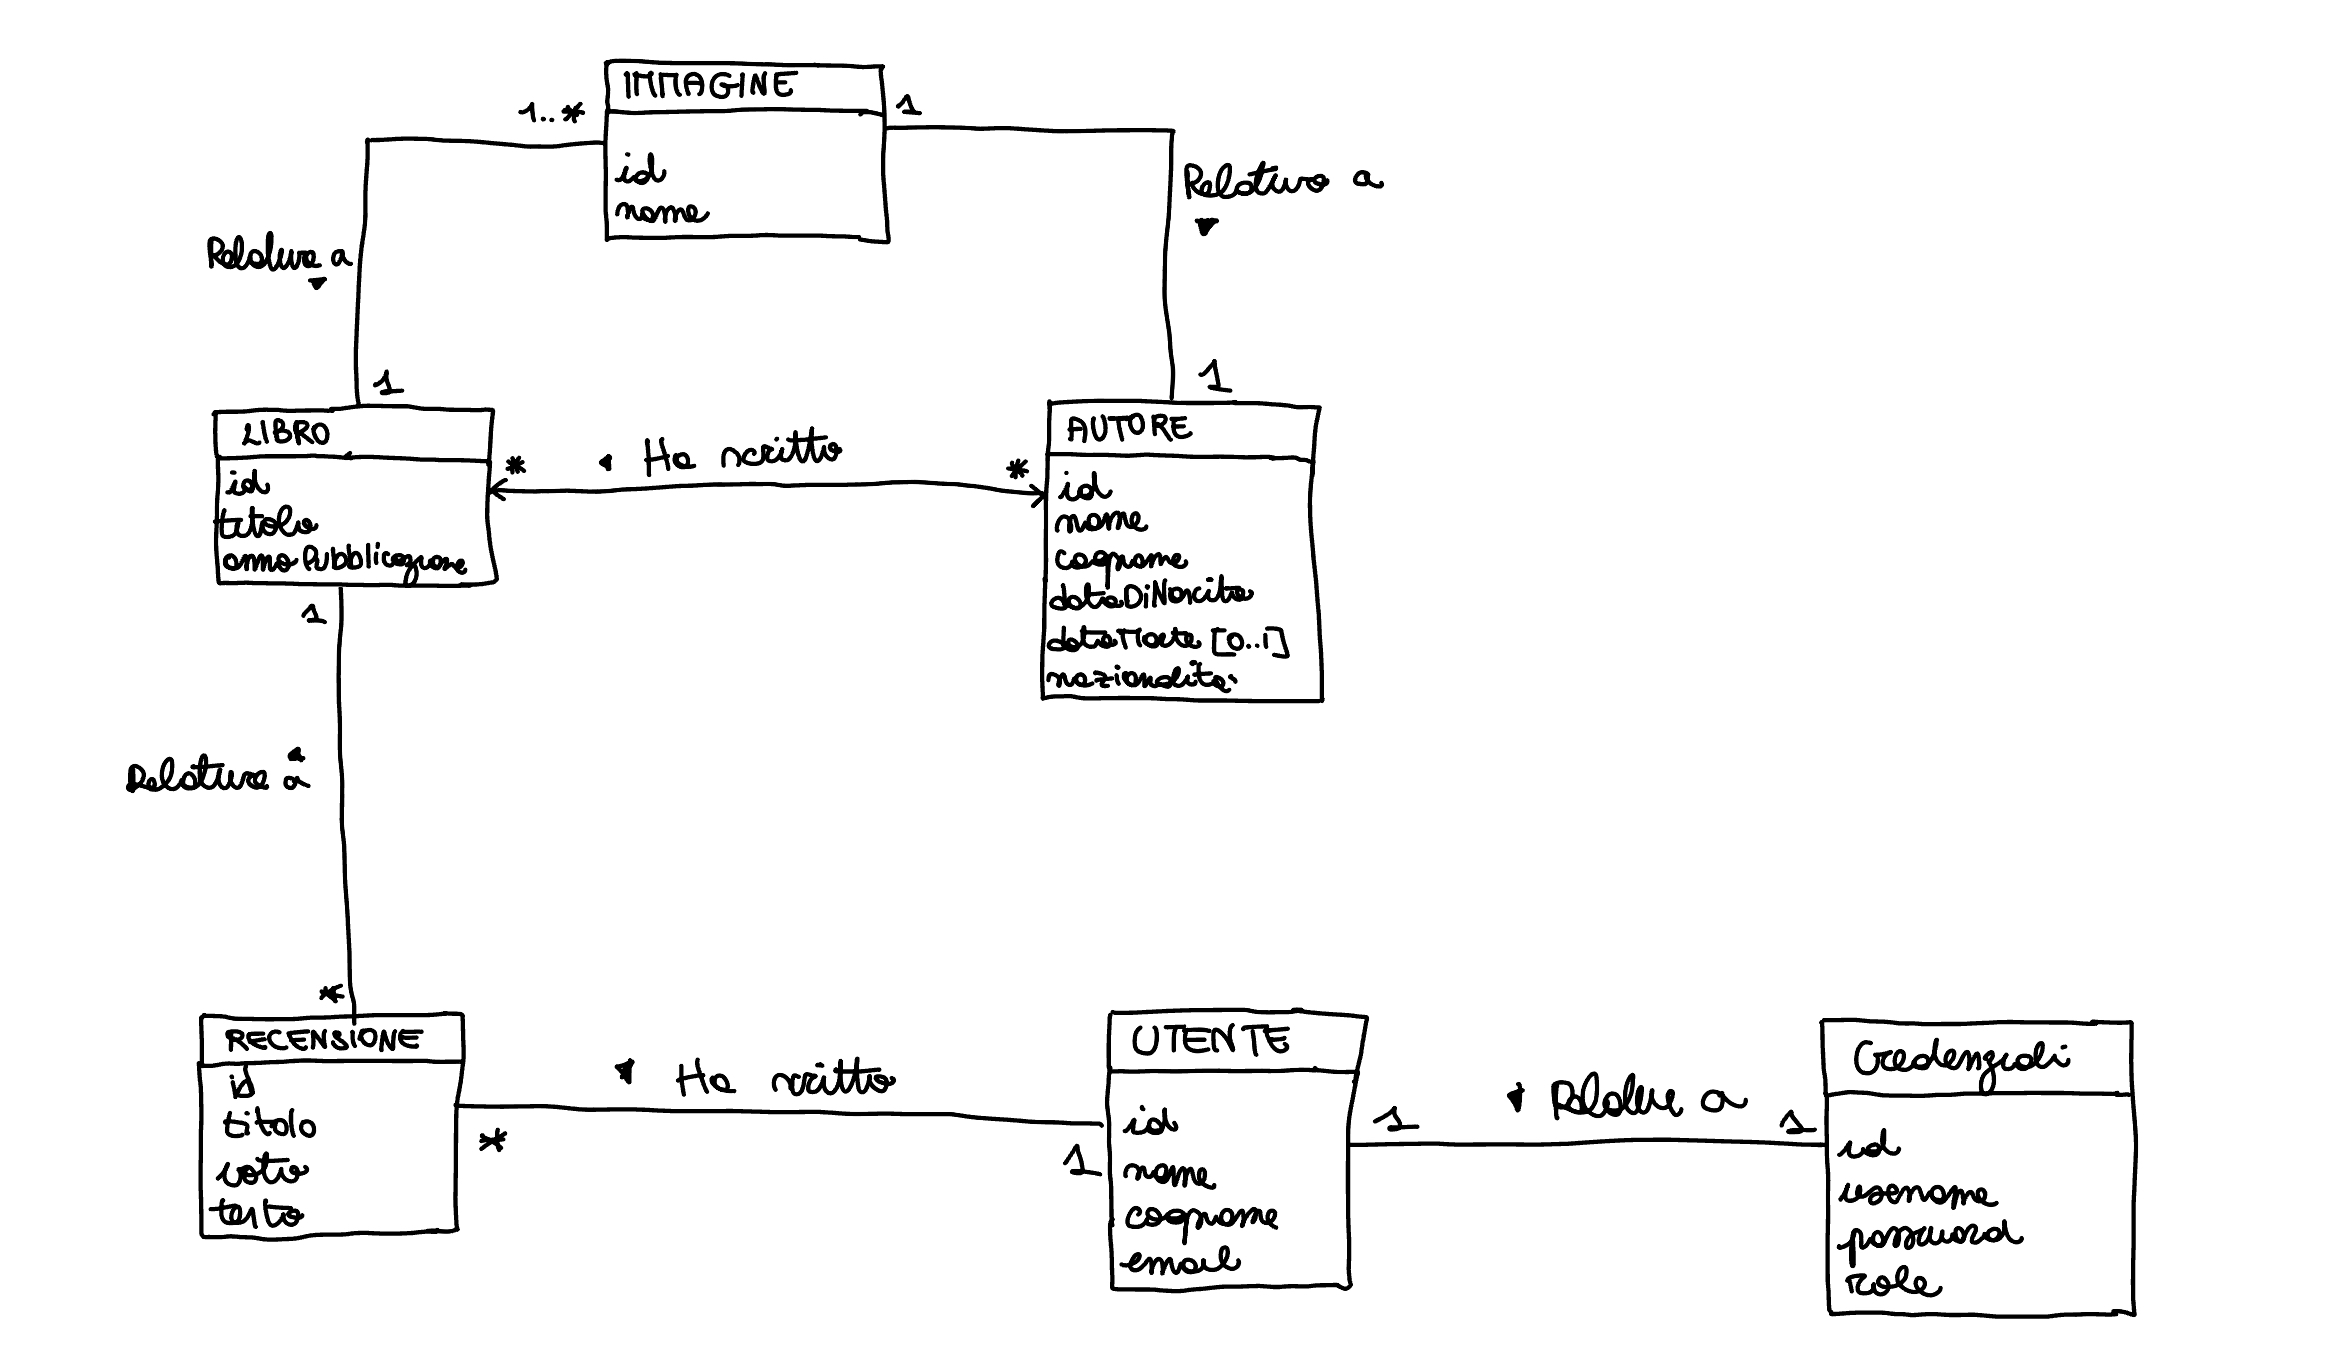 IMMAGINE
1..*
1
id
nome
Relativo a
Relativa a
1
1
LIBRO
id
titolo
annoPubblicazione
*
Ha scritto
*
AUTORE
id
nome
cognome
dataDiNascita
dataMorte [0..1]
nazionalità
1
Relativa a
*
RECENSIONE
id
titolo
voto
testo
Ha scritto
*
1
UTENTE
id
nome
cognome
email
1
Relative a
1
Credenziali
id
username
password
role